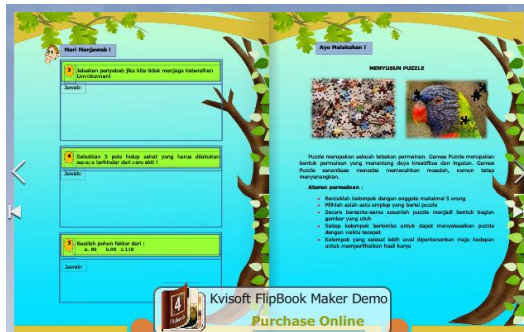 Mari Menjawab !
3
Jelaskan penyebab jika kita tidak menjaga kebersihan
Lingkungan!
Jawab:
4
Sebutkan 3 pola hidup sehat yang harus dilakukan
terhindar dari
Jawab:
5
Buatlah pohon faktor dari :
a. 80 b.98 c.116
Jawab:
Ayo Melakukan !
MENYUSUN PUZZLE
Puzzle merupakan sebuah tebakan permainan. Games Puzzle merupakan
bentuk permainan yang menantang daya kreatifitas dan ingatan. Games
Puzzle senantiasa mencoba memecahkan masalah, namun tetap
menyenangkan.
Aturan permainan :
• Bentuklah kelompok dengan anggota maksimal 5 orang
• Pilihlah salah satu amplop yang berisi puzzle
• Secara bersama-sama susunlah puzzle menjadi bentuk bagian
gambar yang utuh
• Setiap kelompok berlomba untuk dapat menyelesaikan puzzle
dengan waktu tercepat
• Kelompok yang selesai lebih awal diperkenankan maju kedepan
untuk memperlihatkan hasil karya
Kvisoft FlipBook Maker Demo
Purchase Online